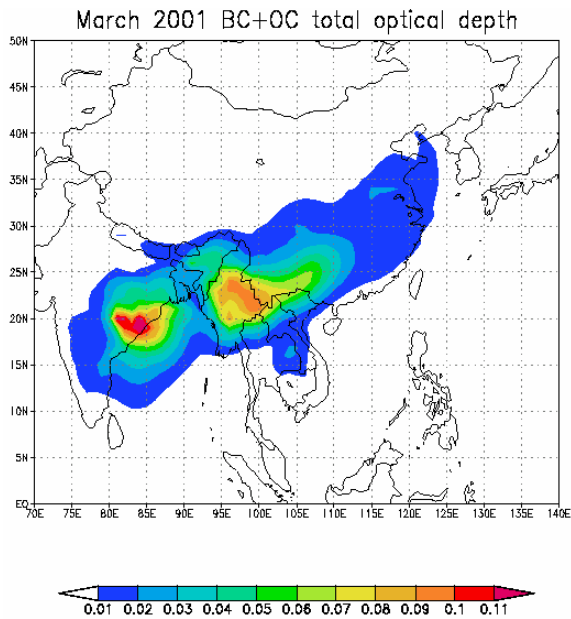 March 2001 BC+OC total optical depth
50N
45N
40N
35N
30N
25N
20N
15N
10N
5N
EQ
70E 75E 80E 85E 90E 95E 100E 105E 110E 115E 120E 125E 130E 135E 140E
0.01 0.02 0.03 0.04 0.05 0.06 0.07 0.08 0.09 0.1 0.11